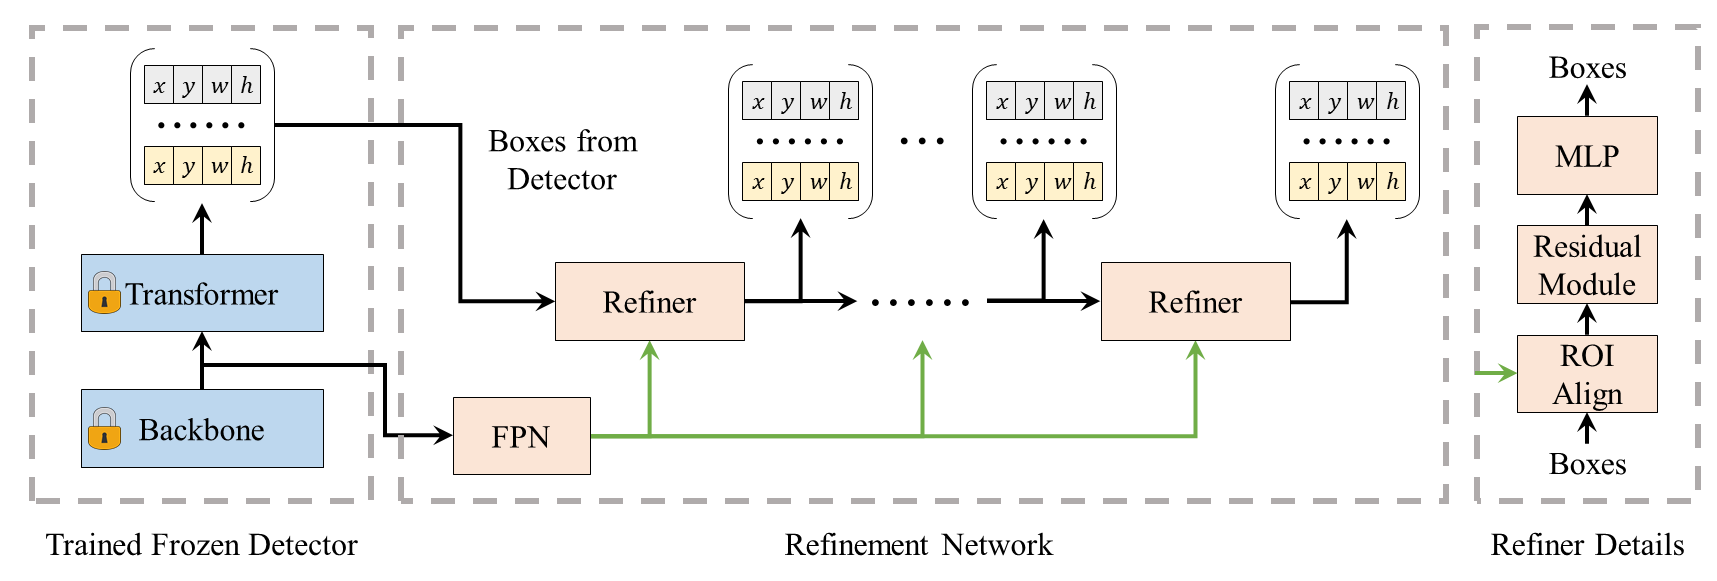 x y w h
......
x y w h
Transformer
Backbone
Trained Frozen Detector
Boxes from
Detector
x y w h
......
x y w h
...
x y w h
......
x y w h
x y w h
......
x y w h
Refiner
......
Refiner
FPN
Refinement Network
Boxes
MLP
Residual
Module
ROI
Align
Boxes
Refiner Details